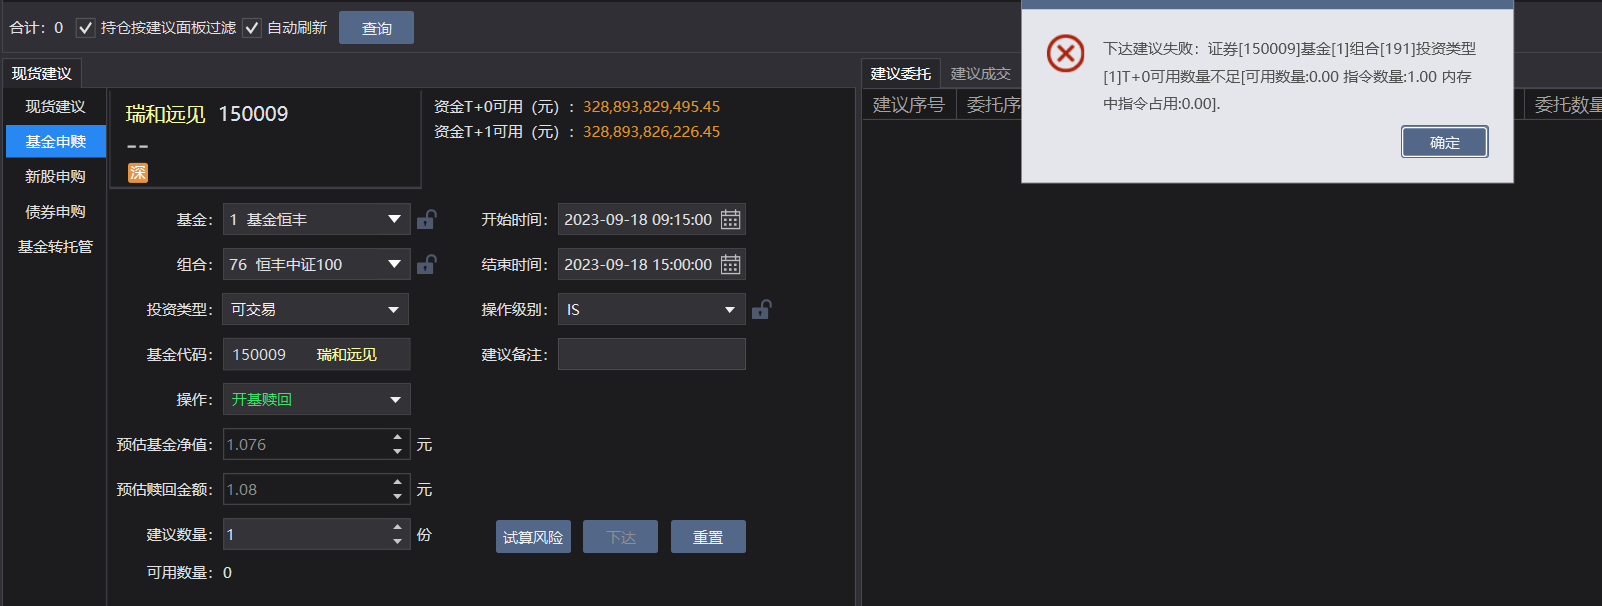 合计：0 持仓按建议面板过滤 自动刷新 查询
现货建议
现货建议
基金申赎
新股申购
债券申购
基金转托管
瑞和远见 150009
--
深
资金T+0可用（元）：328,893,829,495.45
资金T+1可用（元）：328,893,826,226.45
基金： 1 基金恒丰 开始时间： 2023-09-18 09:15:00
组合： 76 恒丰中证100 结束时间： 2023-09-18 15:00:00
投资类型： 可交易 操作级别： IS
基金代码： 150009 瑞和远见 建议备注：
操作： 开基赎回
预估基金净值： 1.076 元
预估赎回金额： 1.08 元
建议数量： 1 份 试算风险 下达 重置
可用数量： 0
建议委托 建议成交
建议序号 委托序 委托数量
下达建议失败：证券[150009]基金[1]组合[191]投资类型
[1]T+0可用数量不足[可用数量:0.00 指令数量:1.00 内存
中指令占用:0.00].
确定